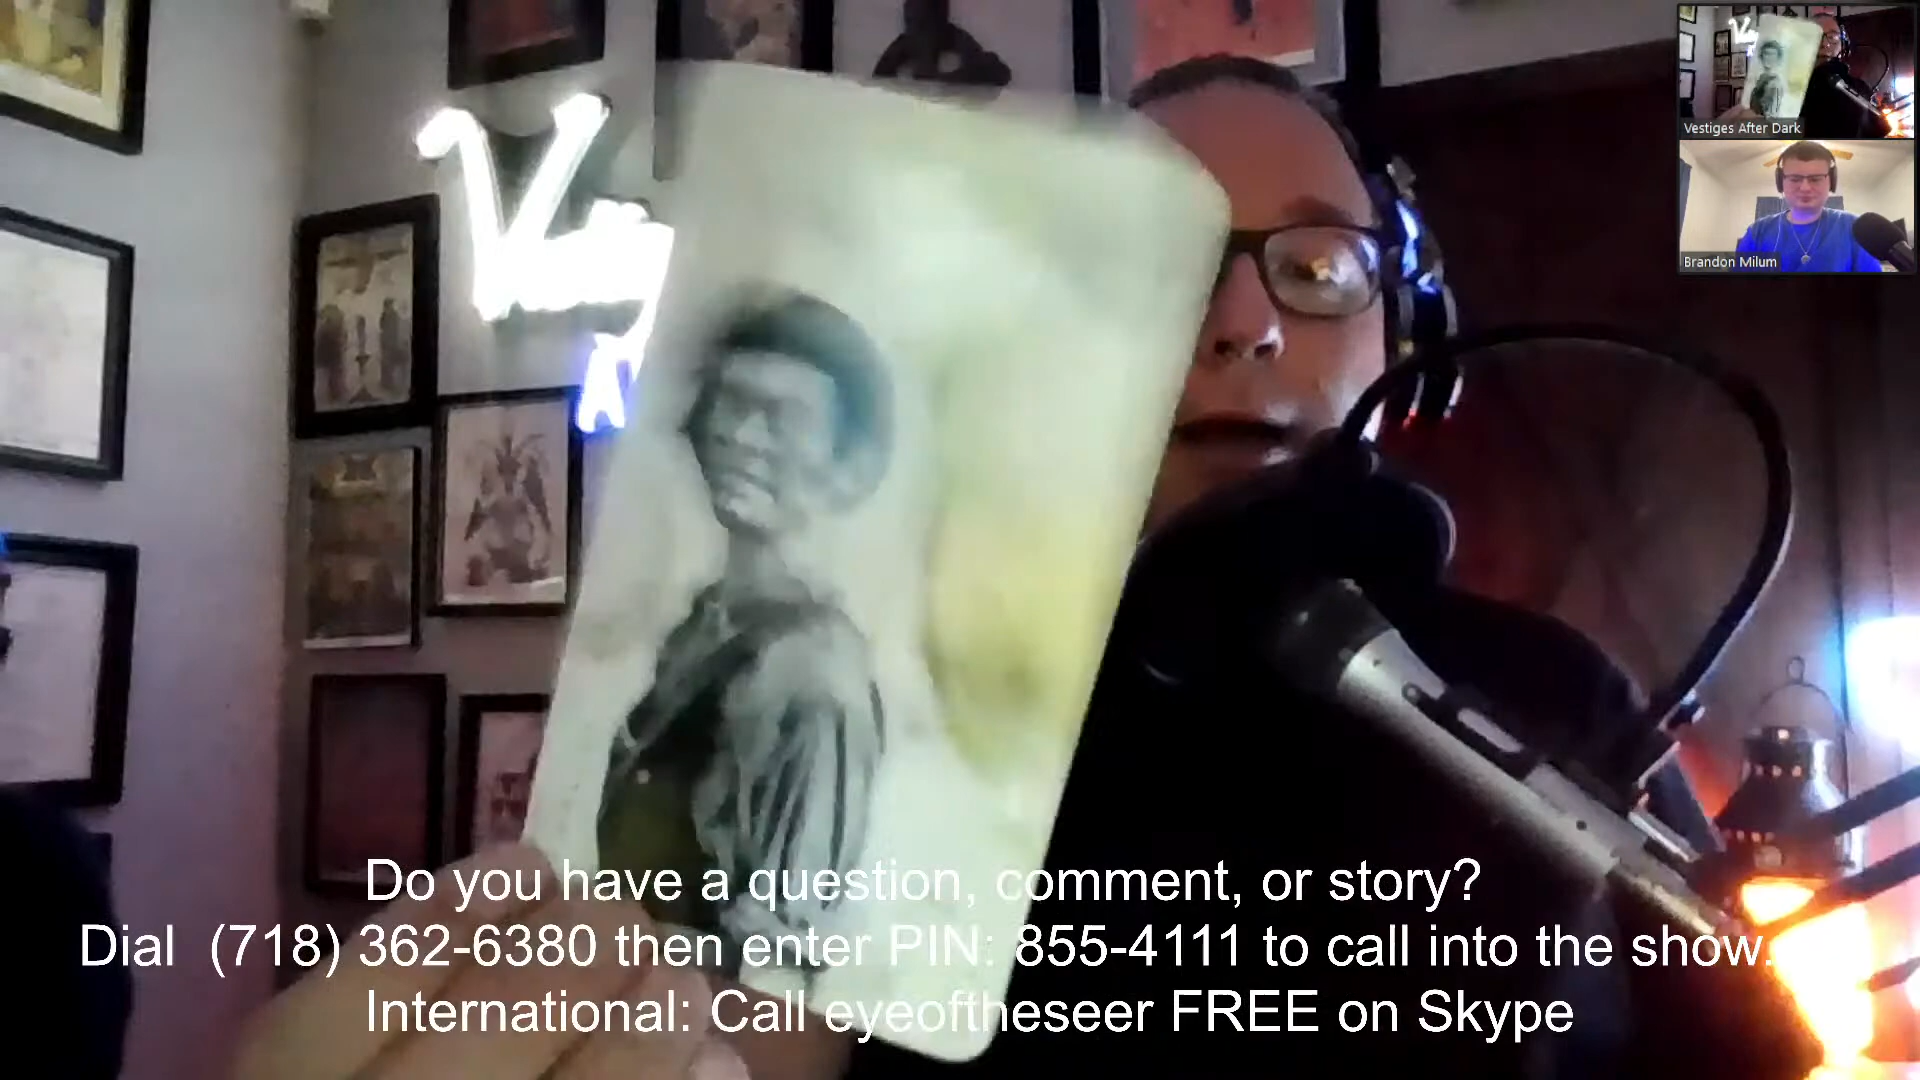 Vestiges After Dark
Brandon Milum
Do you have a question, comment, or story?
Dial (718) 362-6380 then enter PIN: 855-4111 to call into the show.
International: Call eyeoftheseer FREE on Skype